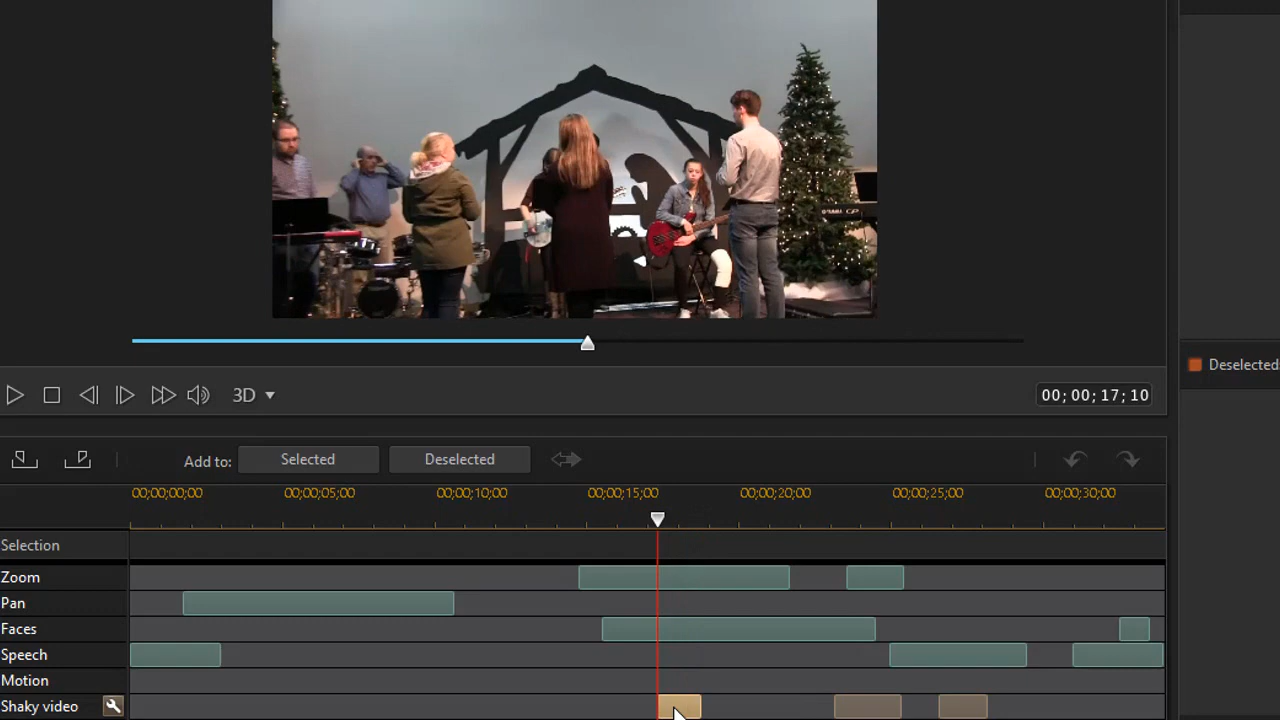 3D
00; 00; 17; 10
Deselected:
Add to:
Selected
Deselected
00;00;00;00
00;00;05;00
00;00;10;00
00;00;15;00
00;00;20;00
00;00;25;00
00;00;30;00
Selection
Zoom
Pan
Faces
Speech
Motion
Shaky video